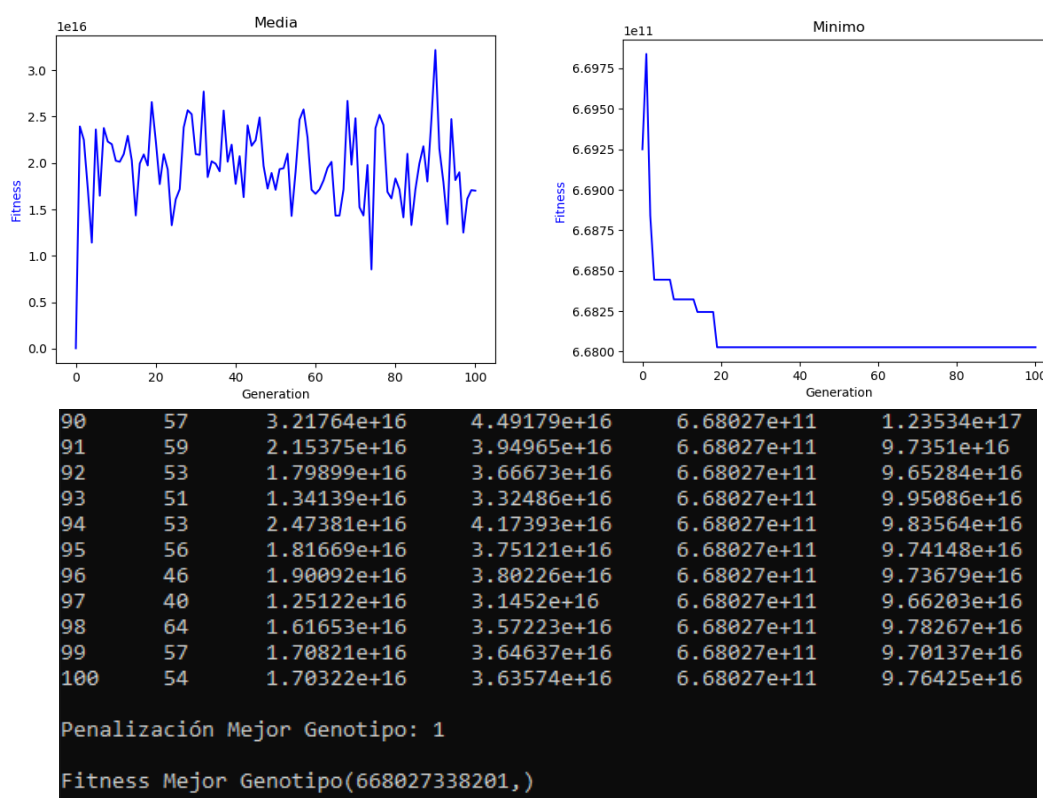 Media
1e16
3.0
2.5
2.0
1.5
1.0
0.5
0.0
Fitness
0 20 40 60 80 100
Generation
Minimo
1e11
6.6975
6.6950
6.6925
6.6900
6.6875
6.6850
6.6825
6.6800
Fitness
0 20 40 60 80 100
Generation
90 57 3.21764e+16 4.49179e+16 6.68027e+11 1.23534e+17
91 59 2.15375e+16 3.94965e+16 6.68027e+11 9.7351e+16
92 53 1.79899e+16 3.66673e+16 6.68027e+11 9.65284e+16
93 51 1.34139e+16 3.32486e+16 6.68027e+11 9.95086e+16
94 53 2.47381e+16 4.17393e+16 6.68027e+11 9.83564e+16
95 56 1.81669e+16 3.75121e+16 6.68027e+11 9.74148e+16
96 46 1.90092e+16 3.80226e+16 6.68027e+11 9.73679e+16
97 40 1.25122e+16 3.1452e+16 6.68027e+11 9.66203e+16
98 64 1.61653e+16 3.57223e+16 6.68027e+11 9.78267e+16
99 57 1.70821e+16 3.64637e+16 6.68027e+11 9.70137e+16
100 54 1.70322e+16 3.63574e+16 6.68027e+11 9.76425e+16
Penalización Mejor Genotipo: 1
Fitness Mejor Genotipo(668027338201,)